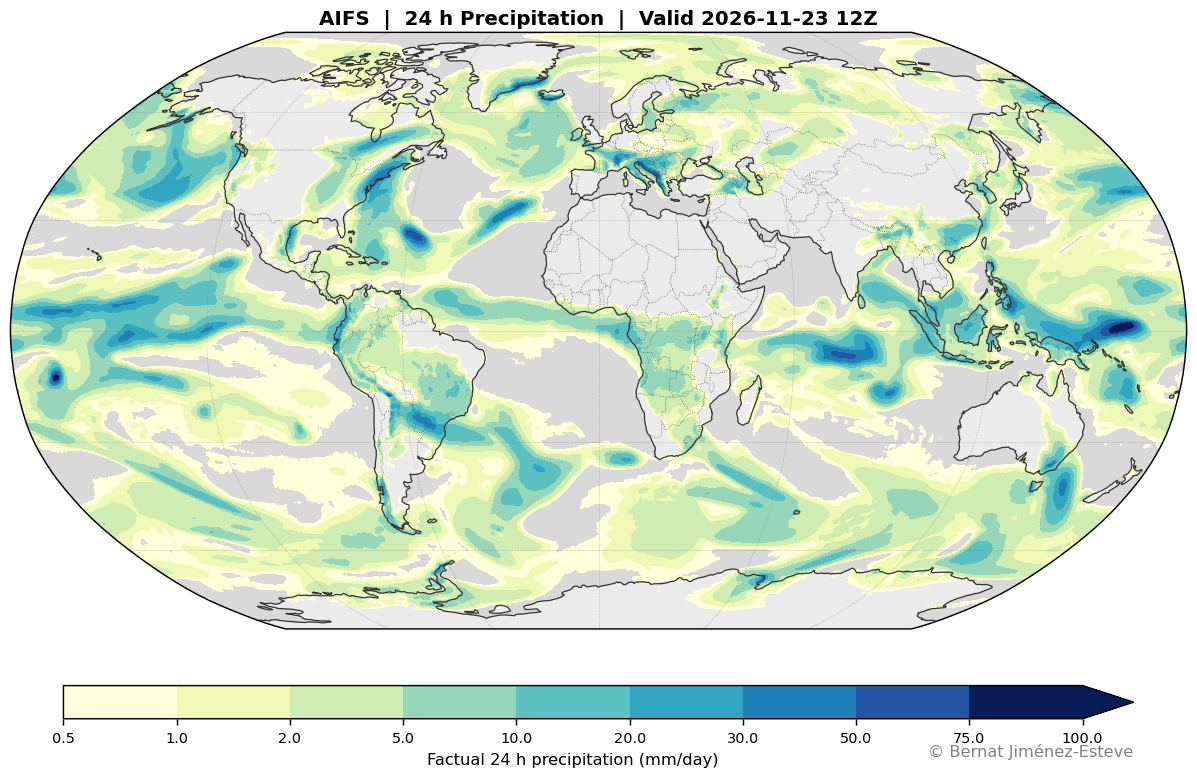 AIFS | 24 h Precipitation | Valid 2026-11-23 12Z
0.5 1.0 2.0 5.0 10.0 20.0 30.0 50.0 75.0 100.0
Factual 24 h precipitation (mm/day)
© Bernat Jiménez-Esteve